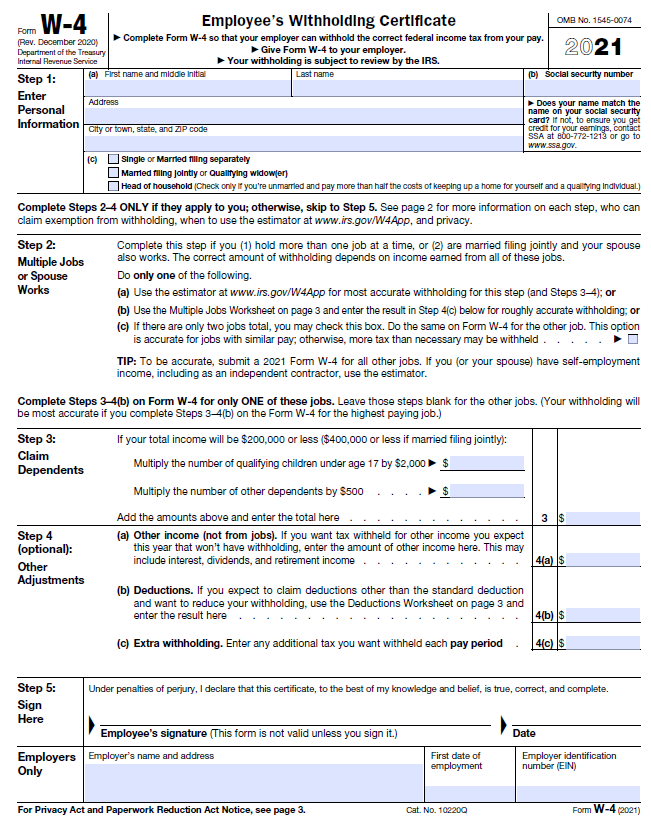 Form W-4
(Rev. December 2020)
Department of the Treasury
Internal Revenue Service
Employee's Withholding Certificate
▶ Complete Form W-4 so that your employer can withhold the correct federal income tax from your pay.
▶ Give Form W-4 to your employer.
▶ Your withholding is subject to review by the IRS.
OMB No. 1545-0074
2021
Step 1:
Enter
Personal
Information
(a) First name and middle initial
Last name
(b) Social security number
Address
City or town, state, and ZIP code
▶ Does your name match the
name on your social security
card? If not, to ensure you get
credit for your earnings, contact
SSA at 800-772-1213 or go to
www.ssa.gov.
(c) Single or Married filing separately
Married filing jointly or Qualifying widow(er)
Head of household (Check only if you're unmarried and pay more than half the costs of keeping up a home for yourself and a qualifying individual.)
Complete Steps 2–4 ONLY if they apply to you; otherwise, skip to Step 5. See page 2 for more information on each step, who can
claim exemption from withholding, when to use the estimator at www.irs.gov/W4App, and privacy.
Step 2:
Multiple Jobs
or Spouse
Works
Complete this step if you (1) hold more than one job at a time, or (2) are married filing jointly and your spouse
also works. The correct amount of withholding depends on income earned from all of these jobs.
Do only one of the following.
(a) Use the estimator at www.irs.gov/W4App for most accurate withholding for this step (and Steps 3–4); or
(b) Use the Multiple Jobs Worksheet on page 3 and enter the result in Step 4(c) below for roughly accurate withholding; or
(c) If there are only two jobs total, you may check this box. Do the same on Form W-4 for the other job. This option
is accurate for jobs with similar pay; otherwise, more tax than necessary may be withheld . . . . . ▶
TIP: To be accurate, submit a 2021 Form W-4 for all other jobs. If you (or your spouse) have self-employment
income, including as an independent contractor, use the estimator.
Complete Steps 3–4(b) on Form W-4 for only ONE of these jobs. Leave those steps blank for the other jobs. (Your withholding will
be most accurate if you complete Steps 3–4(b) on the Form W-4 for the highest paying job.)
Step 3:
Claim
Dependents
If your total income will be $200,000 or less ($400,000 or less if married filing jointly):
Multiply the number of qualifying children under age 17 by $2,000 ▶ $
Multiply the number of other dependents by $500 . . . . ▶ $
Add the amounts above and enter the total here . . . . . . . . . . . . . 3 $
Step 4
(optional):
Other
Adjustments
(a) Other income (not from jobs). If you want tax withheld for other income you expect
this year that won't have withholding, enter the amount of other income here. This may
include interest, dividends, and retirement income . . . . . . . . . . . . 4(a) $
(b) Deductions. If you expect to claim deductions other than the standard deduction
and want to reduce your withholding, use the Deductions Worksheet on page 3 and
enter the result here . . . . . . . . . . . . . . . . . . . 4(b) $
(c) Extra withholding. Enter any additional tax you want withheld each pay period . 4(c) $
Step 5:
Sign
Here
Under penalties of perjury, I declare that this certificate, to the best of my knowledge and belief, is true, correct, and complete.
Employee's signature (This form is not valid unless you sign it.)
Date
Employers
Only
Employer's name and address
First date of
employment
Employer identification
number (EIN)
For Privacy Act and Paperwork Reduction Act Notice, see page 3.
Cat. No. 10220Q
Form W-4 (2021)